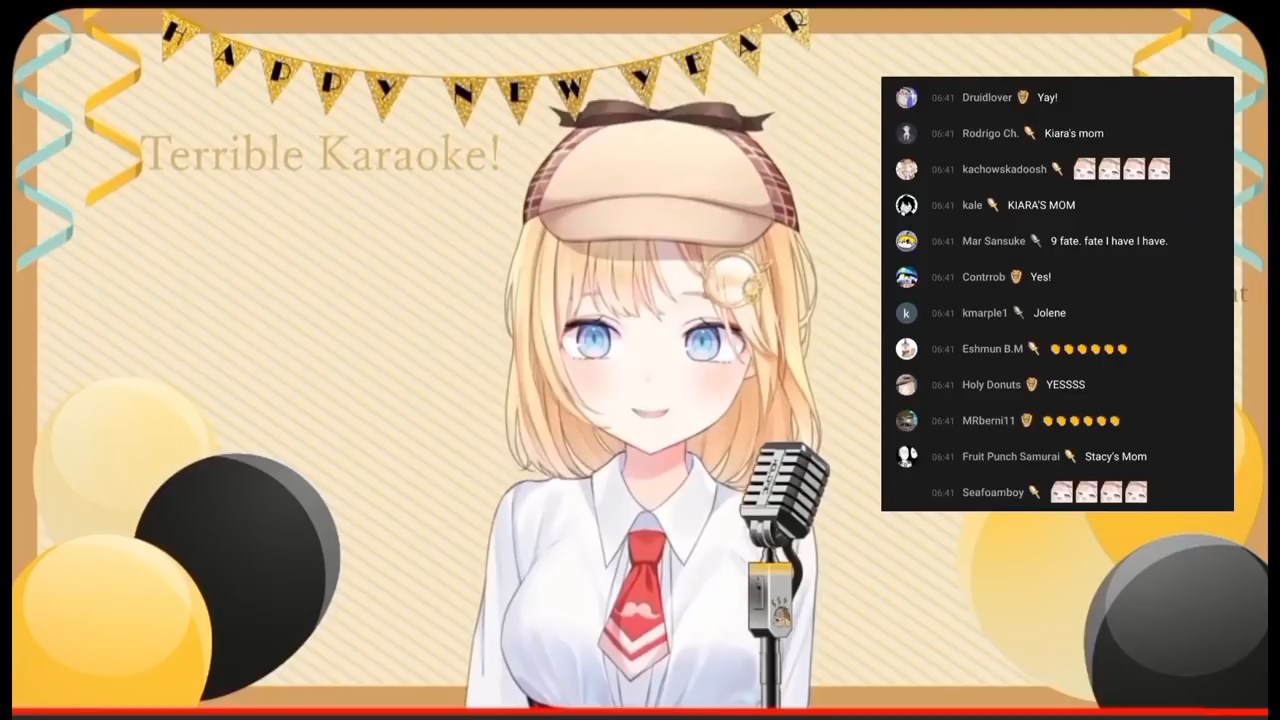 HAPPY NEW YEAR
Terrible Karaoke!
06:41 Druidlover Yay!
06:41 Rodrigo Ch. Kiara's mom
06:41 kachowskadoosh
06:41 kale KIARA'S MOM
06:41 Mar Sansuke 9 fate. fate I have I have.
06:41 Contrrob Yes!
k 06:41 kmarple1 Jolene
06:41 Eshmun B.M 👏👏👏👏👏👏
06:41 Holy Donuts YESSSS
06:41 MRberni11 👏👏👏👏👏👏
06:41 Fruit Punch Samurai Stacy's Mom
06:41 Seafoamboy